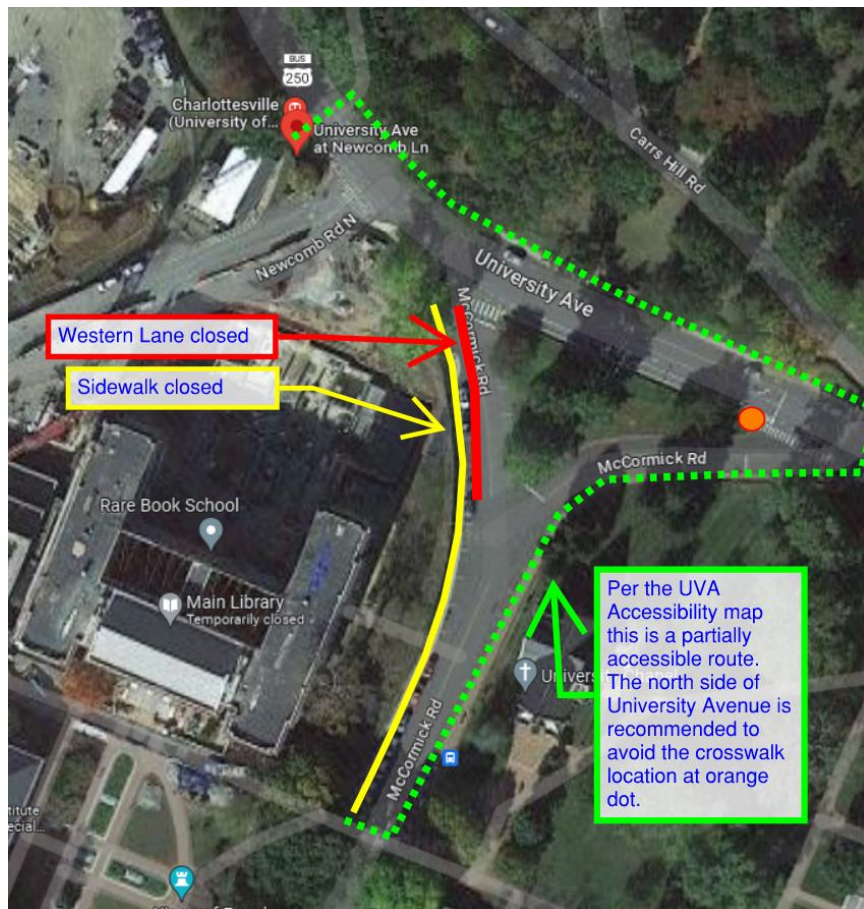 BUS
250
Charlottesville
(University of...
University Ave
at Newcomb Ln
Carrs Hill Rd
Newcomb Rd N
University Ave
McCormick Rd
Western Lane closed
Sidewalk closed
McCormick Rd
Rare Book School
Main Library
Temporarily closed
Per the UVA
Accessibility map
this is a partially
accessible route.
The north side of
University Avenue is
recommended to
avoid the crosswalk
location at orange
dot.
McCormick Rd